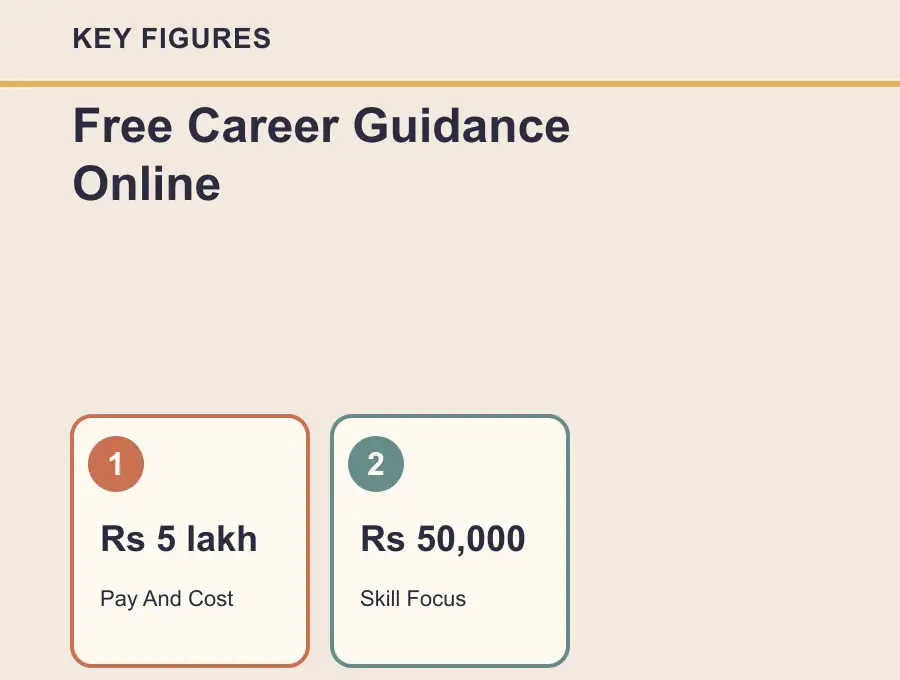 KEY FIGURES
Free Career Guidance
Online
1
Rs 5 lakh
Pay And Cost
2
Rs 50,000
Skill Focus